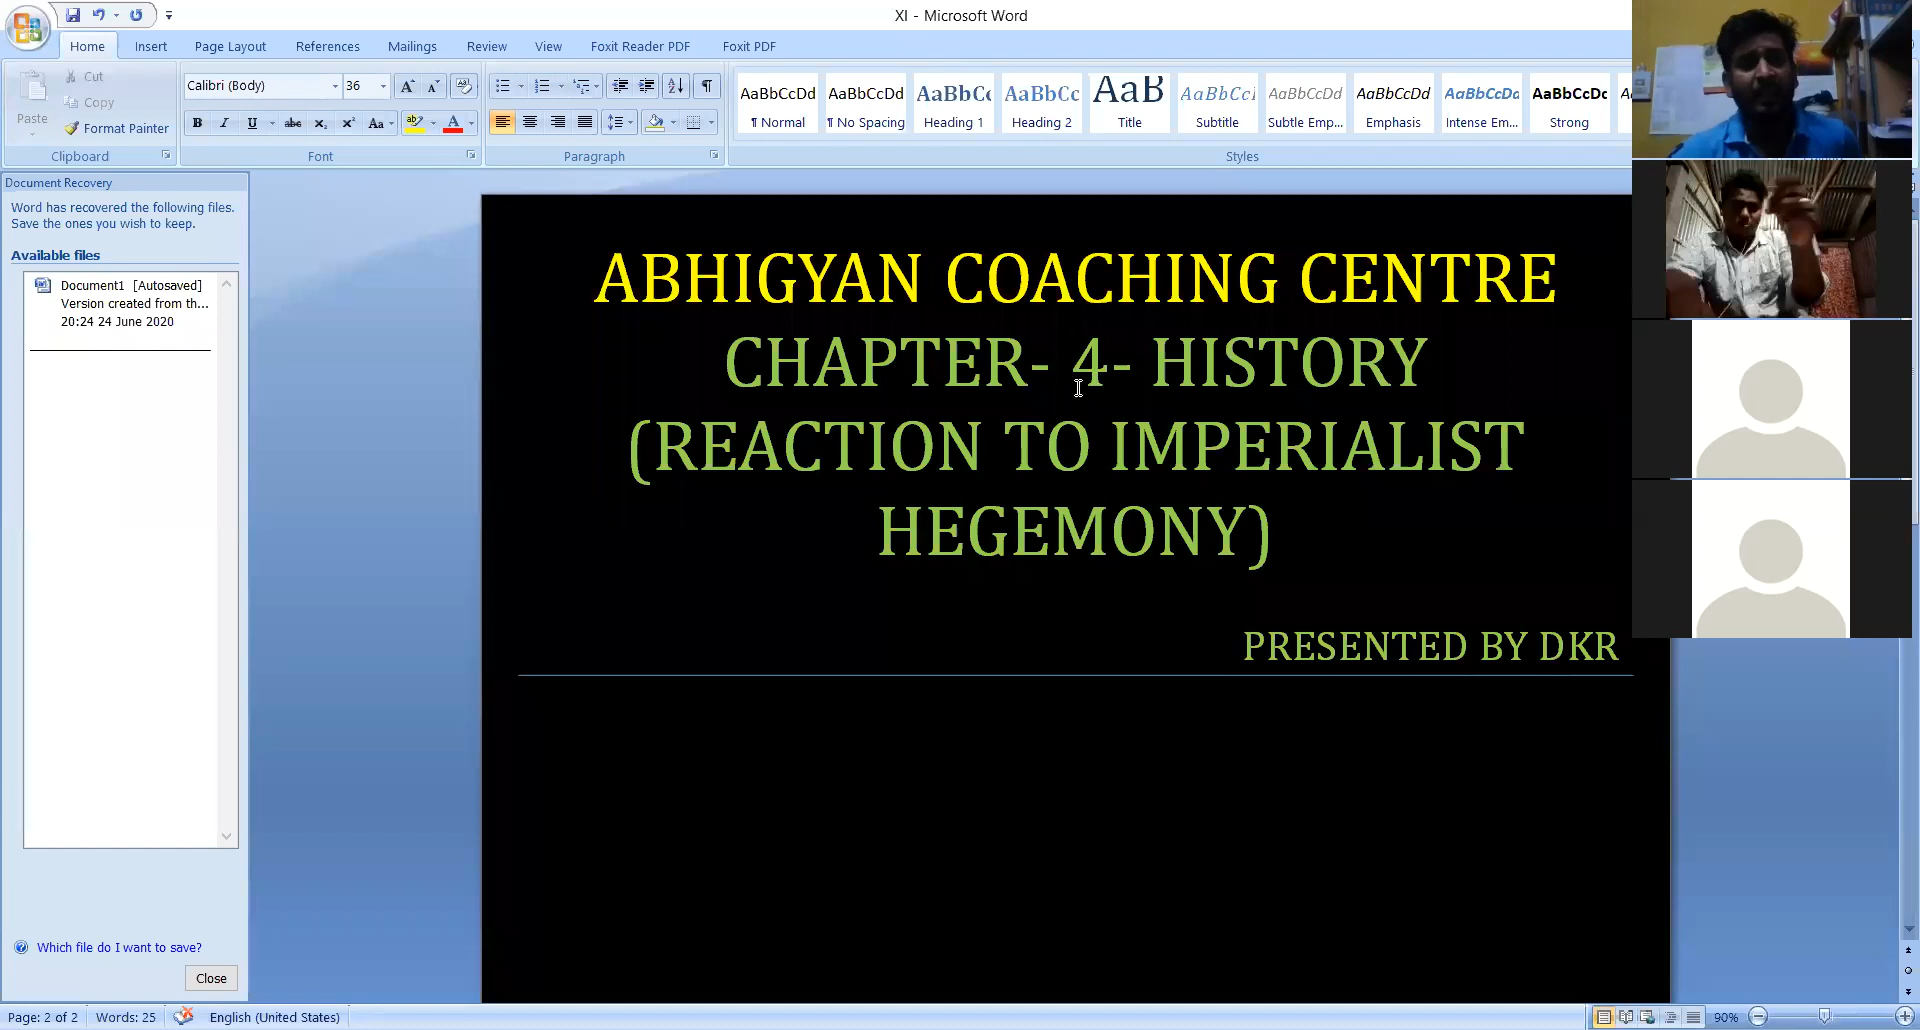 XI - Microsoft Word
Home Insert Page Layout References Mailings Review View Foxit Reader PDF Foxit PDF
Paste
Cut
Copy
Format Painter
Clipboard
Calibri (Body) 36
Font
Paragraph
AaBbCcDd AaBbCcDd AaBbCc AaBbCc AaB AaBbCcI AaBbCcDd AaBbCcDd AaBbCcDd AaBbCcDc
¶ Normal ¶ No Spacing Heading 1 Heading 2 Title Subtitle Subtle Emp... Emphasis Intense Em... Strong
Styles
Document Recovery
Word has recovered the following files.
Save the ones you wish to keep.
Available files
Document1 [Autosaved]
Version created from th...
20:24 24 June 2020
Which file do I want to save?
Close
ABHIGYAN COACHING CENTRE
CHAPTER- 4- HISTORY
(REACTION TO IMPERIALIST
HEGEMONY)
PRESENTED BY DKR
Page: 2 of 2 Words: 25 English (United States) 90%